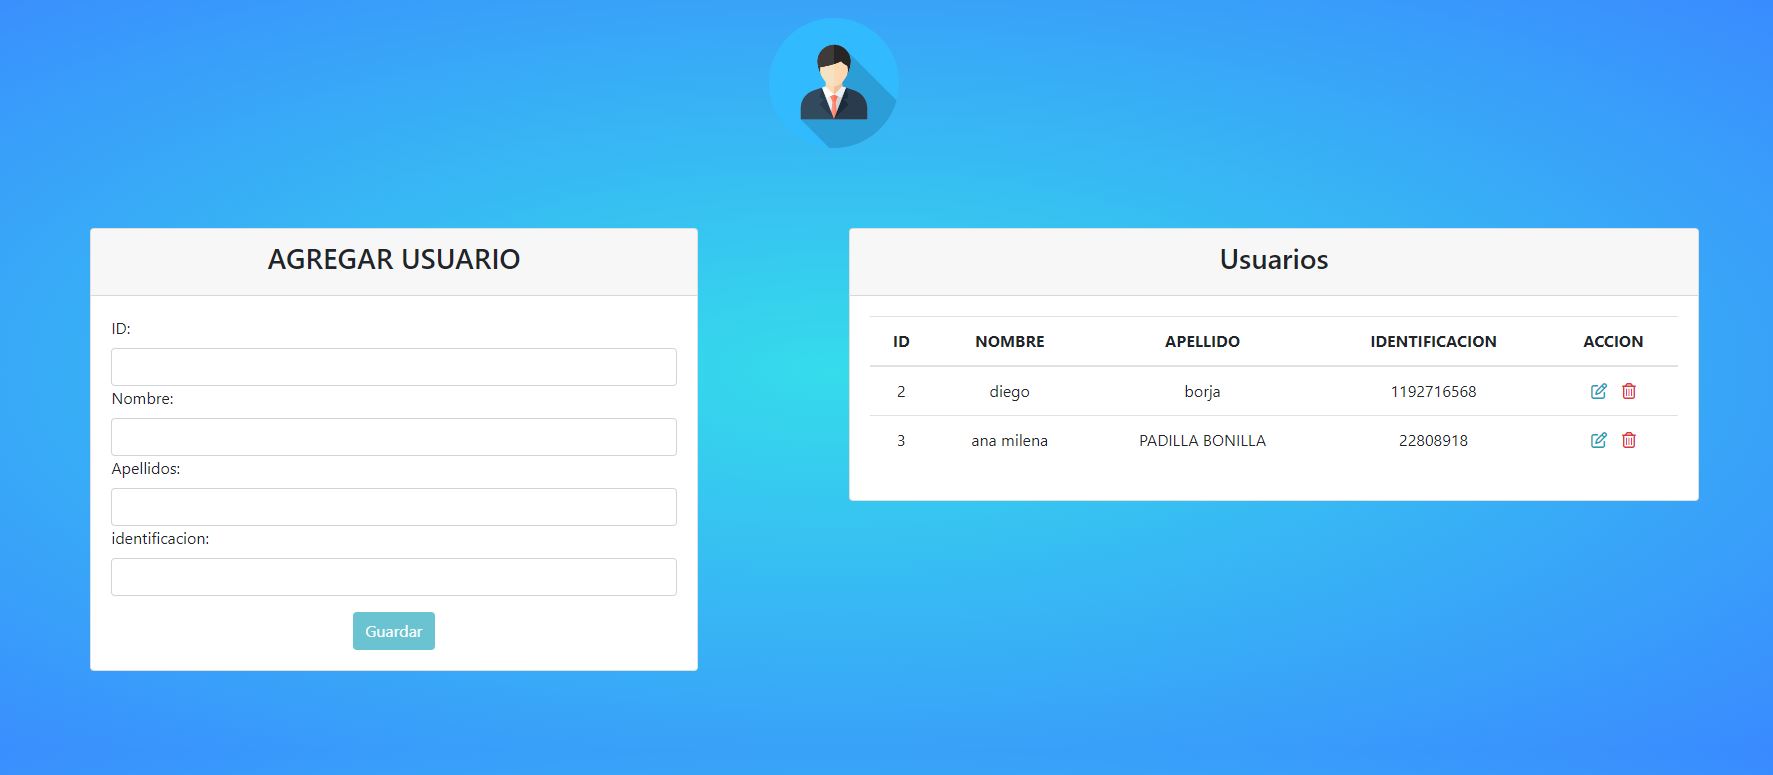 AGREGAR USUARIO
ID:
Nombre:
Apellidos:
identificacion:
Guardar
Usuarios
ID NOMBRE APELLIDO IDENTIFICACION ACCION
2 diego borja 1192716568
3 ana milena PADILLA BONILLA 22808918